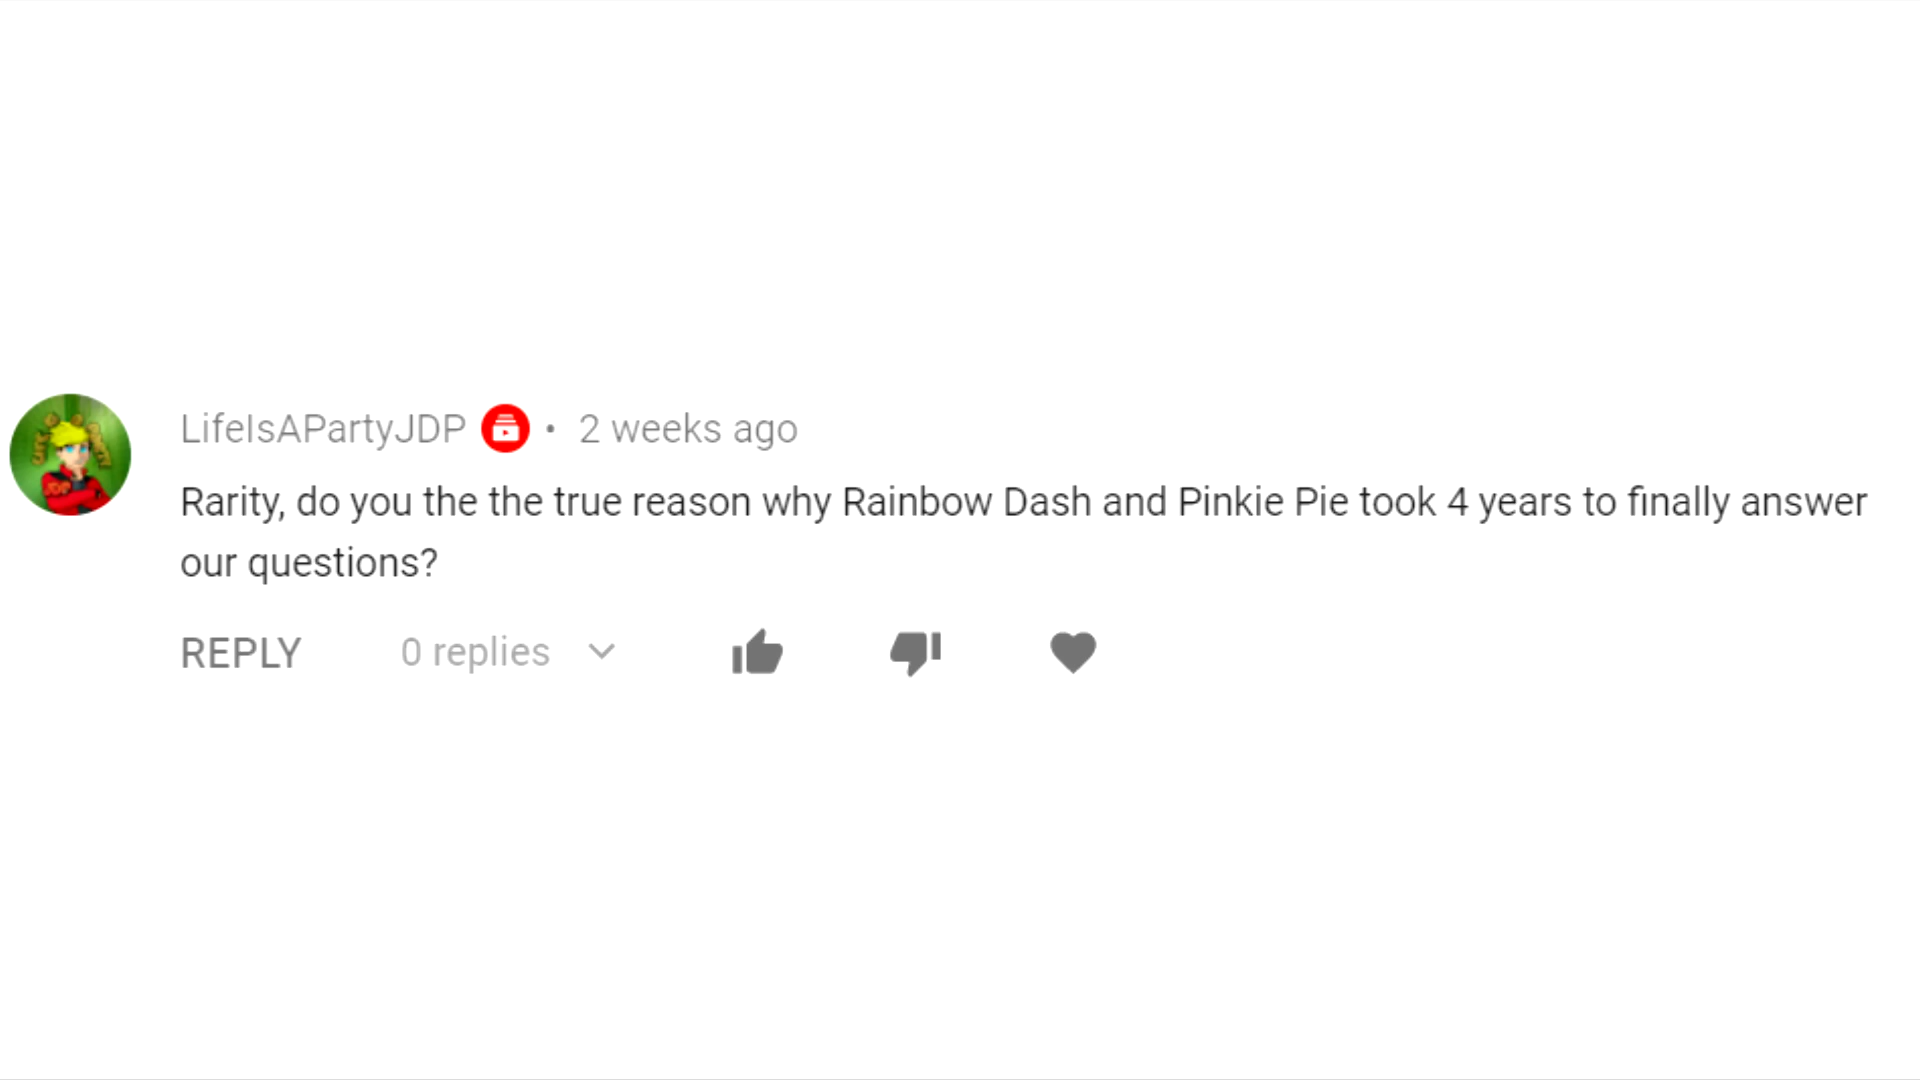 LifeIsAPartyJDP • 2 weeks ago
Rarity, do you the the true reason why Rainbow Dash and Pinkie Pie took 4 years to finally answer
our questions?
REPLY 0 replies